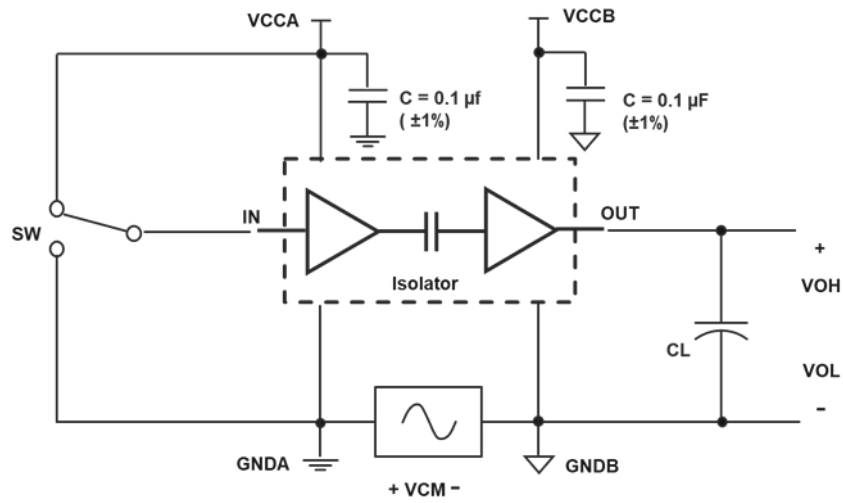 VCCA
VCCB
C = 0.1 µf
( ±1%)
C = 0.1 µF
(±1%)
IN
OUT
SW
Isolator
+
VOH
CL
VOL
-
GNDA
GNDB
+ VCM -